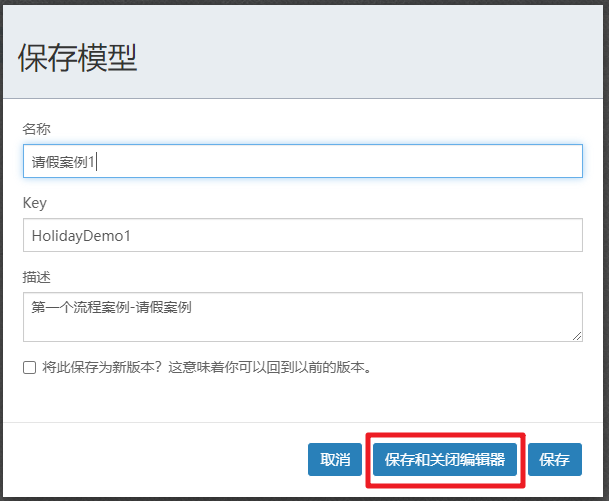 保存模型
名称
请假案例1
Key
HolidayDemo1
描述
第一个流程案例-请假案例
将此保存为新版本？这意味着你可以回到以前的版本。
取消 保存和关闭编辑器 保存